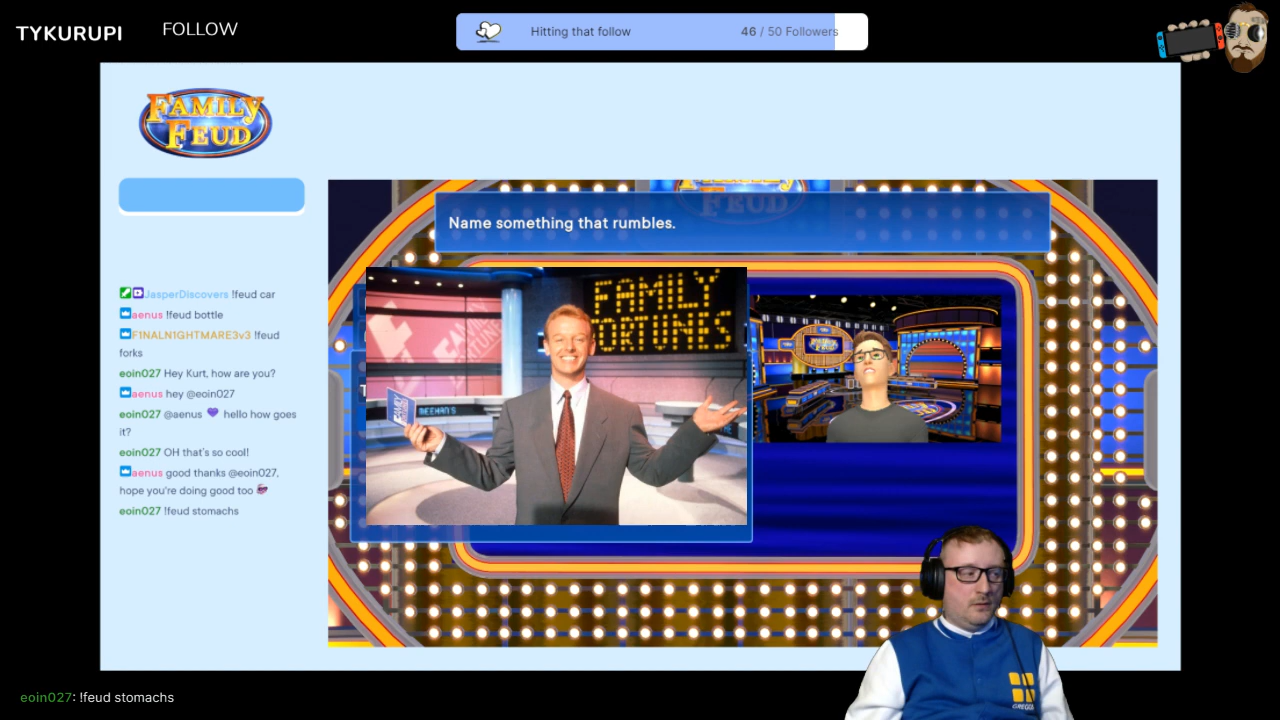 TYKURUPI
FOLLOW
Hitting that follow
46 / 50 Followers
FAMILY
FEUD
FEUD
Name something that rumbles.
JasperDiscovers !feud car
aenus !feud bottle
F1NALN1GHTMARE3v3 !feud
forks
eoin027 Hey Kurt, how are you?
aenus hey @eoin027
eoin027 @aenus 💜 hello how goes
it?
eoin027 OH that's so cool!
aenus good thanks @eoin027,
hope you're doing good too
eoin027 !feud stomachs
FAMILY
FORTUNES
MEEHAN'S
GREGGS
eoin027: !feud stomachs